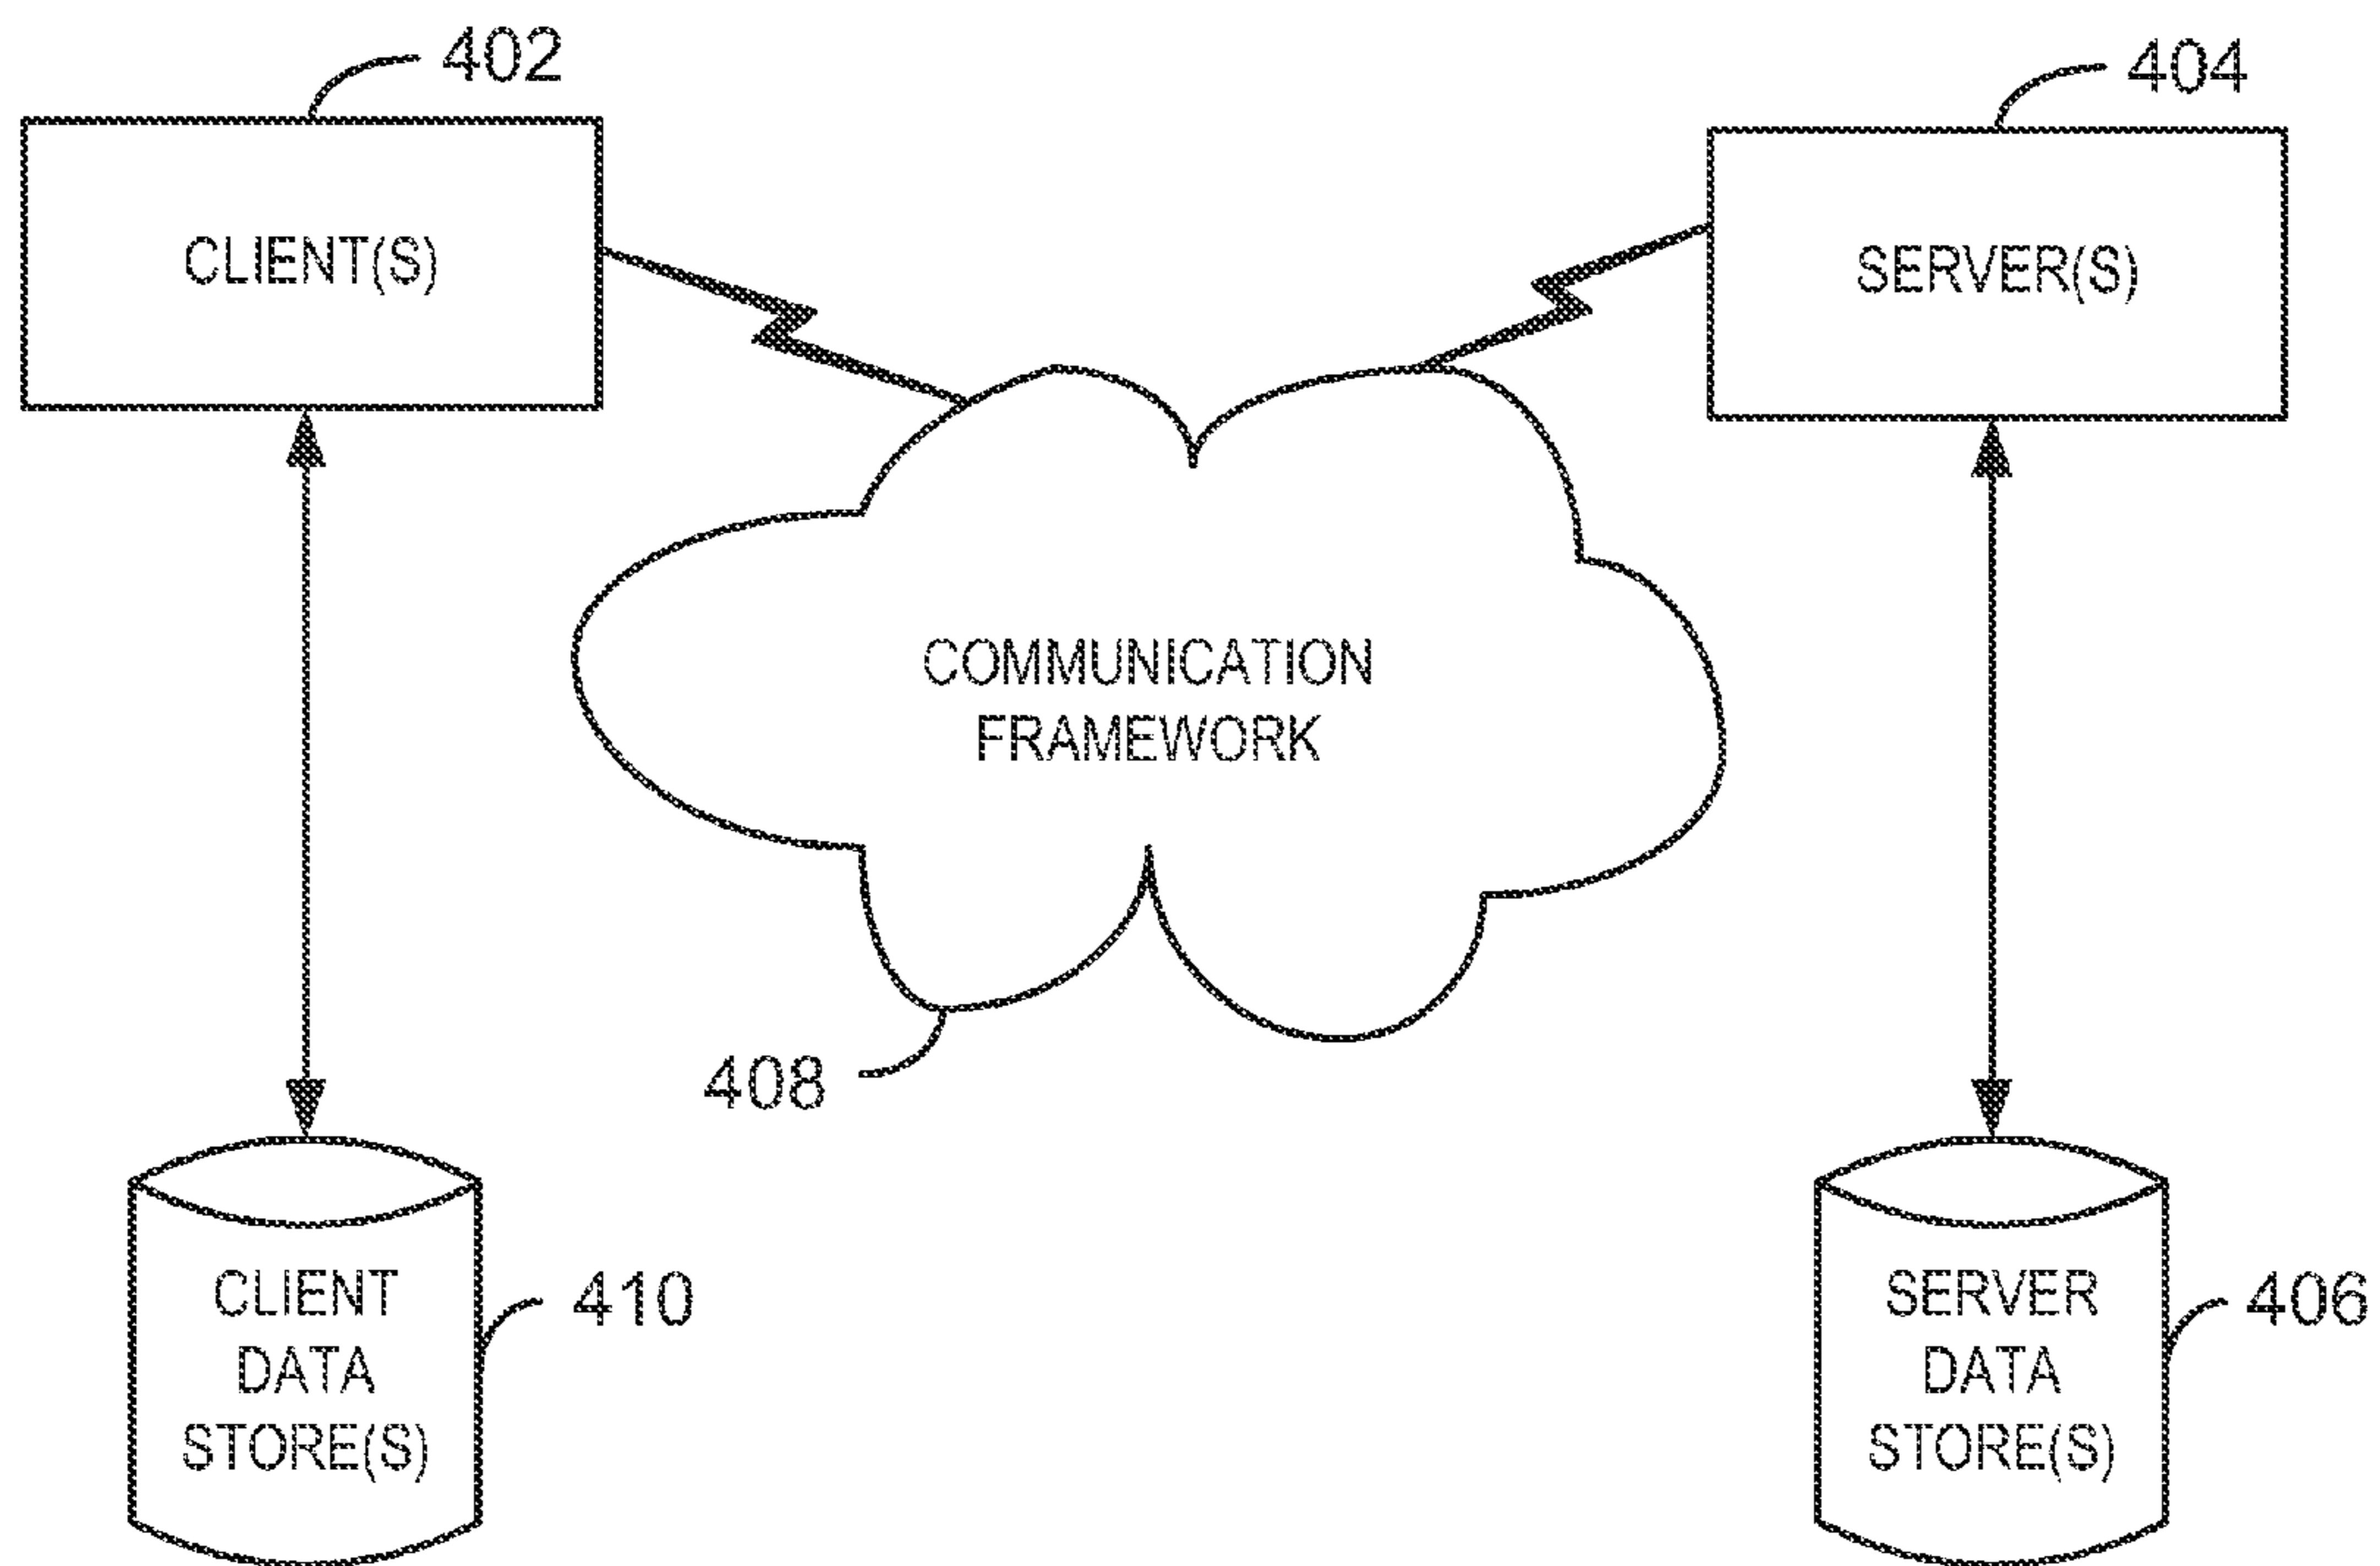 402
404
CLIENT(S)
SERVER(S)
COMMUNICATION
FRAMEWORK
408
CLIENT
DATA
STORE(S)
410
SERVER
DATA
STORE(S)
406